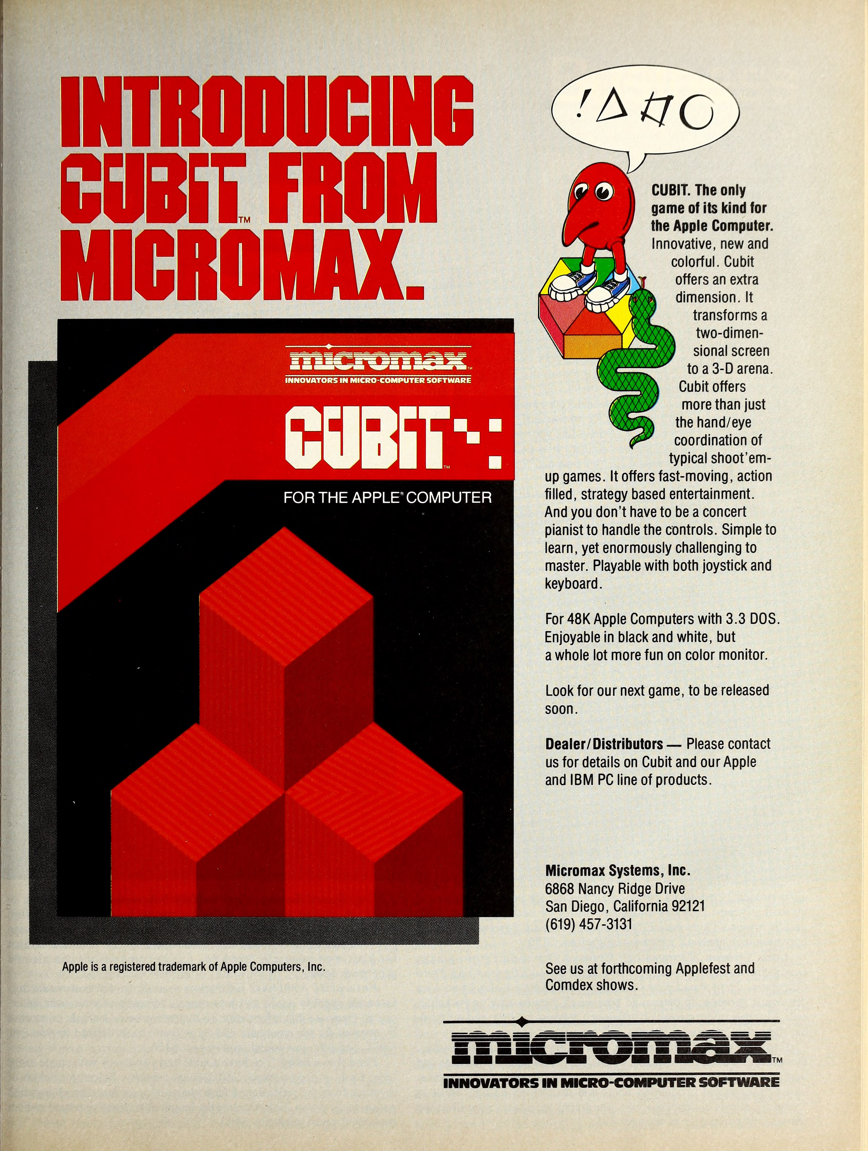 INTRODUCING
CUBIT™ FROM
MICROMAX.
micromax™
INNOVATORS IN MICRO-COMPUTER SOFTWARE
CUBIT™
FOR THE APPLE® COMPUTER
Apple is a registered trademark of Apple Computers, Inc.
! Δ # O
CUBIT. The only
game of its kind for
the Apple Computer.
Innovative, new and
colorful. Cubit
offers an extra
dimension. It
transforms a
two-dimen-
sional screen
to a 3-D arena.
Cubit offers
more than just
the hand/eye
coordination of
typical shoot'em-
up games. It offers fast-moving, action
filled, strategy based entertainment.
And you don't have to be a concert
pianist to handle the controls. Simple to
learn, yet enormously challenging to
master. Playable with both joystick and
keyboard.
For 48K Apple Computers with 3.3 DOS.
Enjoyable in black and white, but
a whole lot more fun on color monitor.
Look for our next game, to be released
soon.
Dealer/Distributors — Please contact
us for details on Cubit and our Apple
and IBM PC line of products.
Micromax Systems, Inc.
6868 Nancy Ridge Drive
San Diego, California 92121
(619) 457-3131
See us at forthcoming Applefest and
Comdex shows.
micromax™
INNOVATORS IN MICRO-COMPUTER SOFTWARE